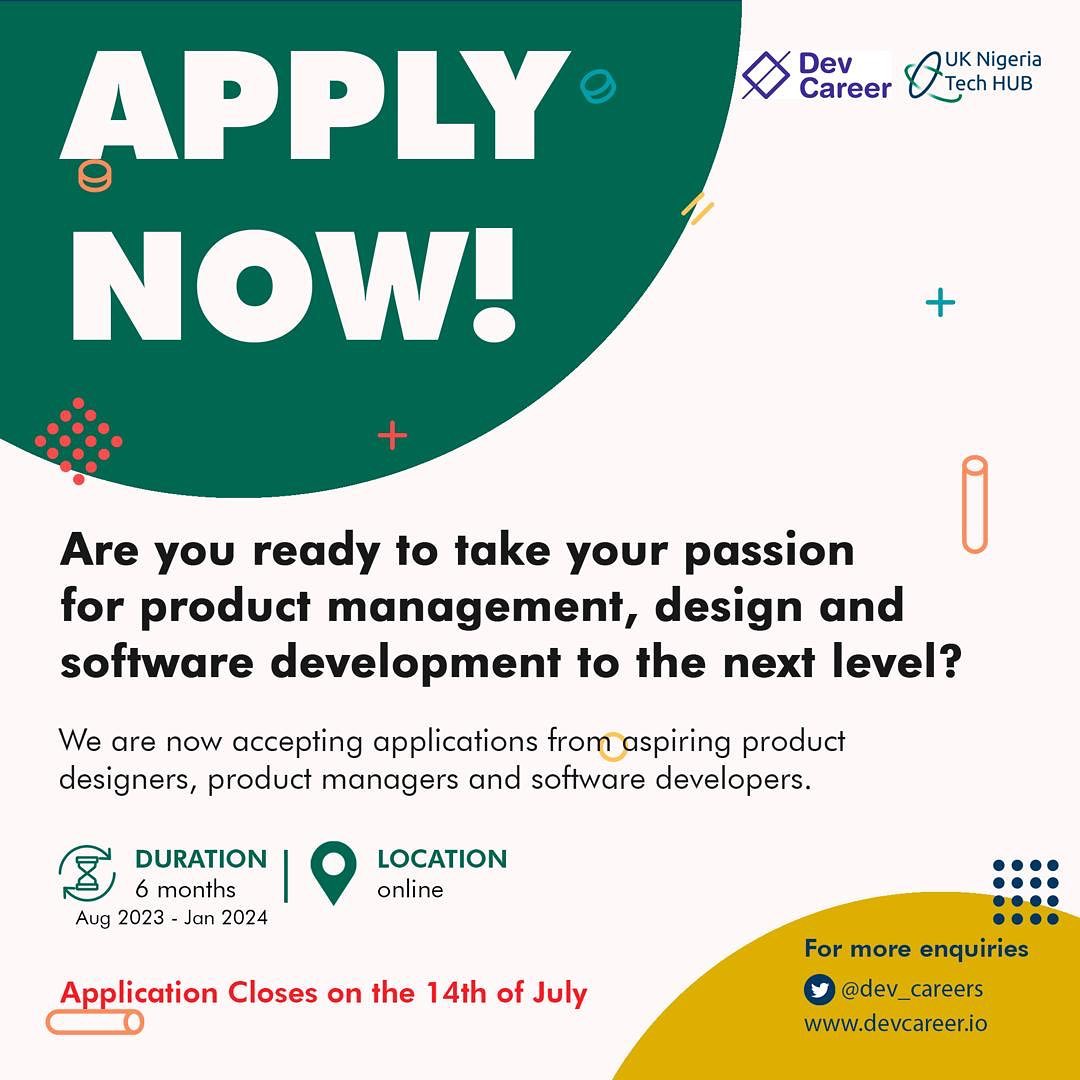 APPLY
NOW!
Dev
Career
UK Nigeria
Tech HUB
Are you ready to take your passion
for product management, design and
software development to the next level?
We are now accepting applications from aspiring product
designers, product managers and software developers.
DURATION
6 months
Aug 2023 - Jan 2024
LOCATION
online
Application Closes on the 14th of July
For more enquiries
@dev_careers
www.devcareer.io